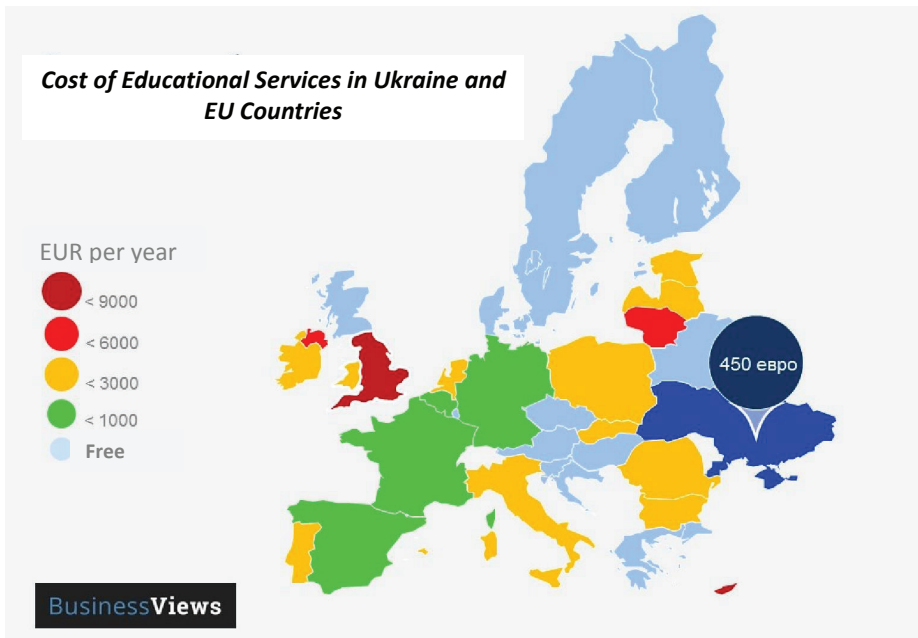 Cost of Educational Services in Ukraine and
EU Countries
EUR per year
< 9000
< 6000
< 3000
< 1000
Free
450 евро
BusinessViews